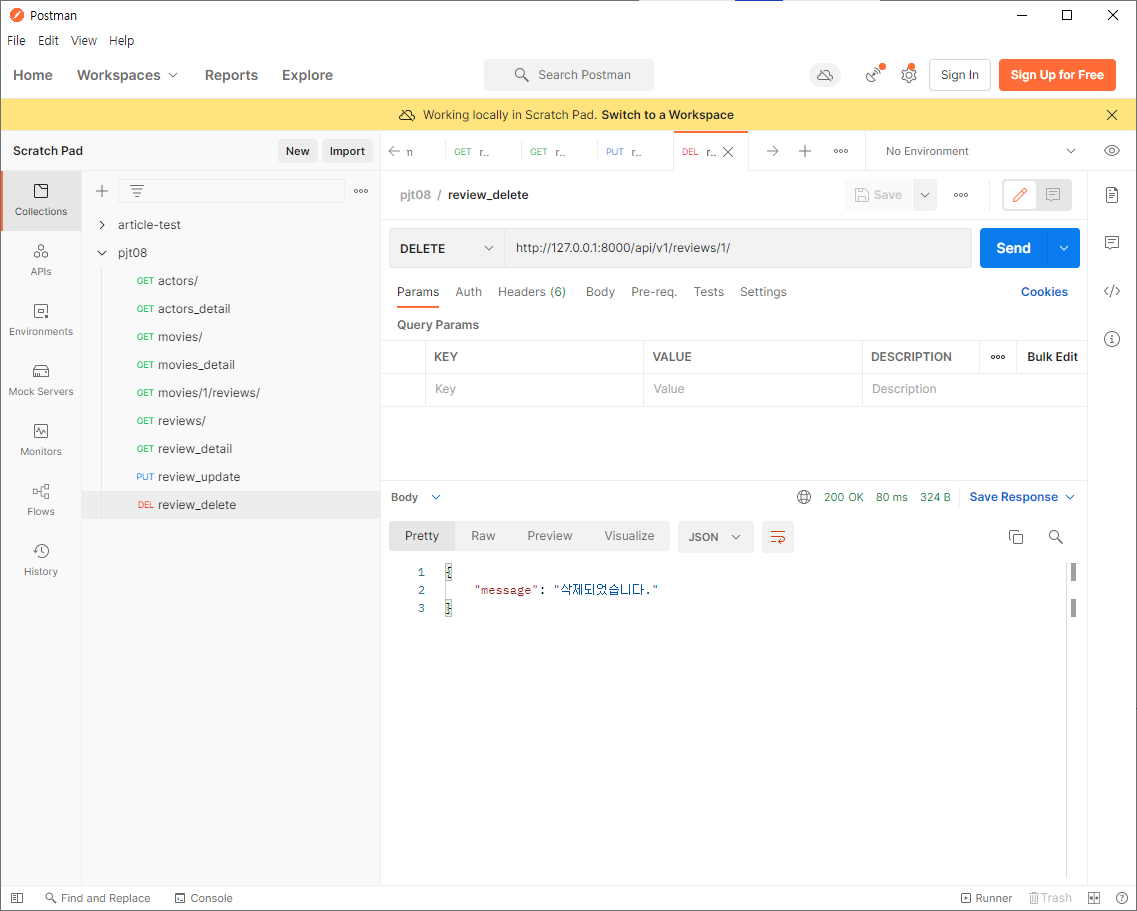 Postman
File Edit View Help
Home Workspaces Reports Explore Search Postman Sign In Sign Up for Free
Working locally in Scratch Pad. Switch to a Workspace
Scratch Pad New Import
n GET r.. GET r.. PUT r.. DEL r.. No Environment
Collections
APIs
Environments
Mock Servers
Monitors
Flows
History
article-test
pjt08
GET actors/
GET actors_detail
GET movies/
GET movies_detail
GET movies/1/reviews/
GET reviews/
GET review_detail
PUT review_update
DEL review_delete
pjt08 / review_delete Save
DELETE http://127.0.0.1:8000/api/v1/reviews/1/ Send
Params Auth Headers (6) Body Pre-req. Tests Settings Cookies
Query Params
KEY VALUE DESCRIPTION Bulk Edit
Key Value Description
Body 200 OK 80 ms 324 B Save Response
Pretty Raw Preview Visualize JSON
1 {
2 "message": "삭제되었습니다."
3 }
Find and Replace Console Runner Trash